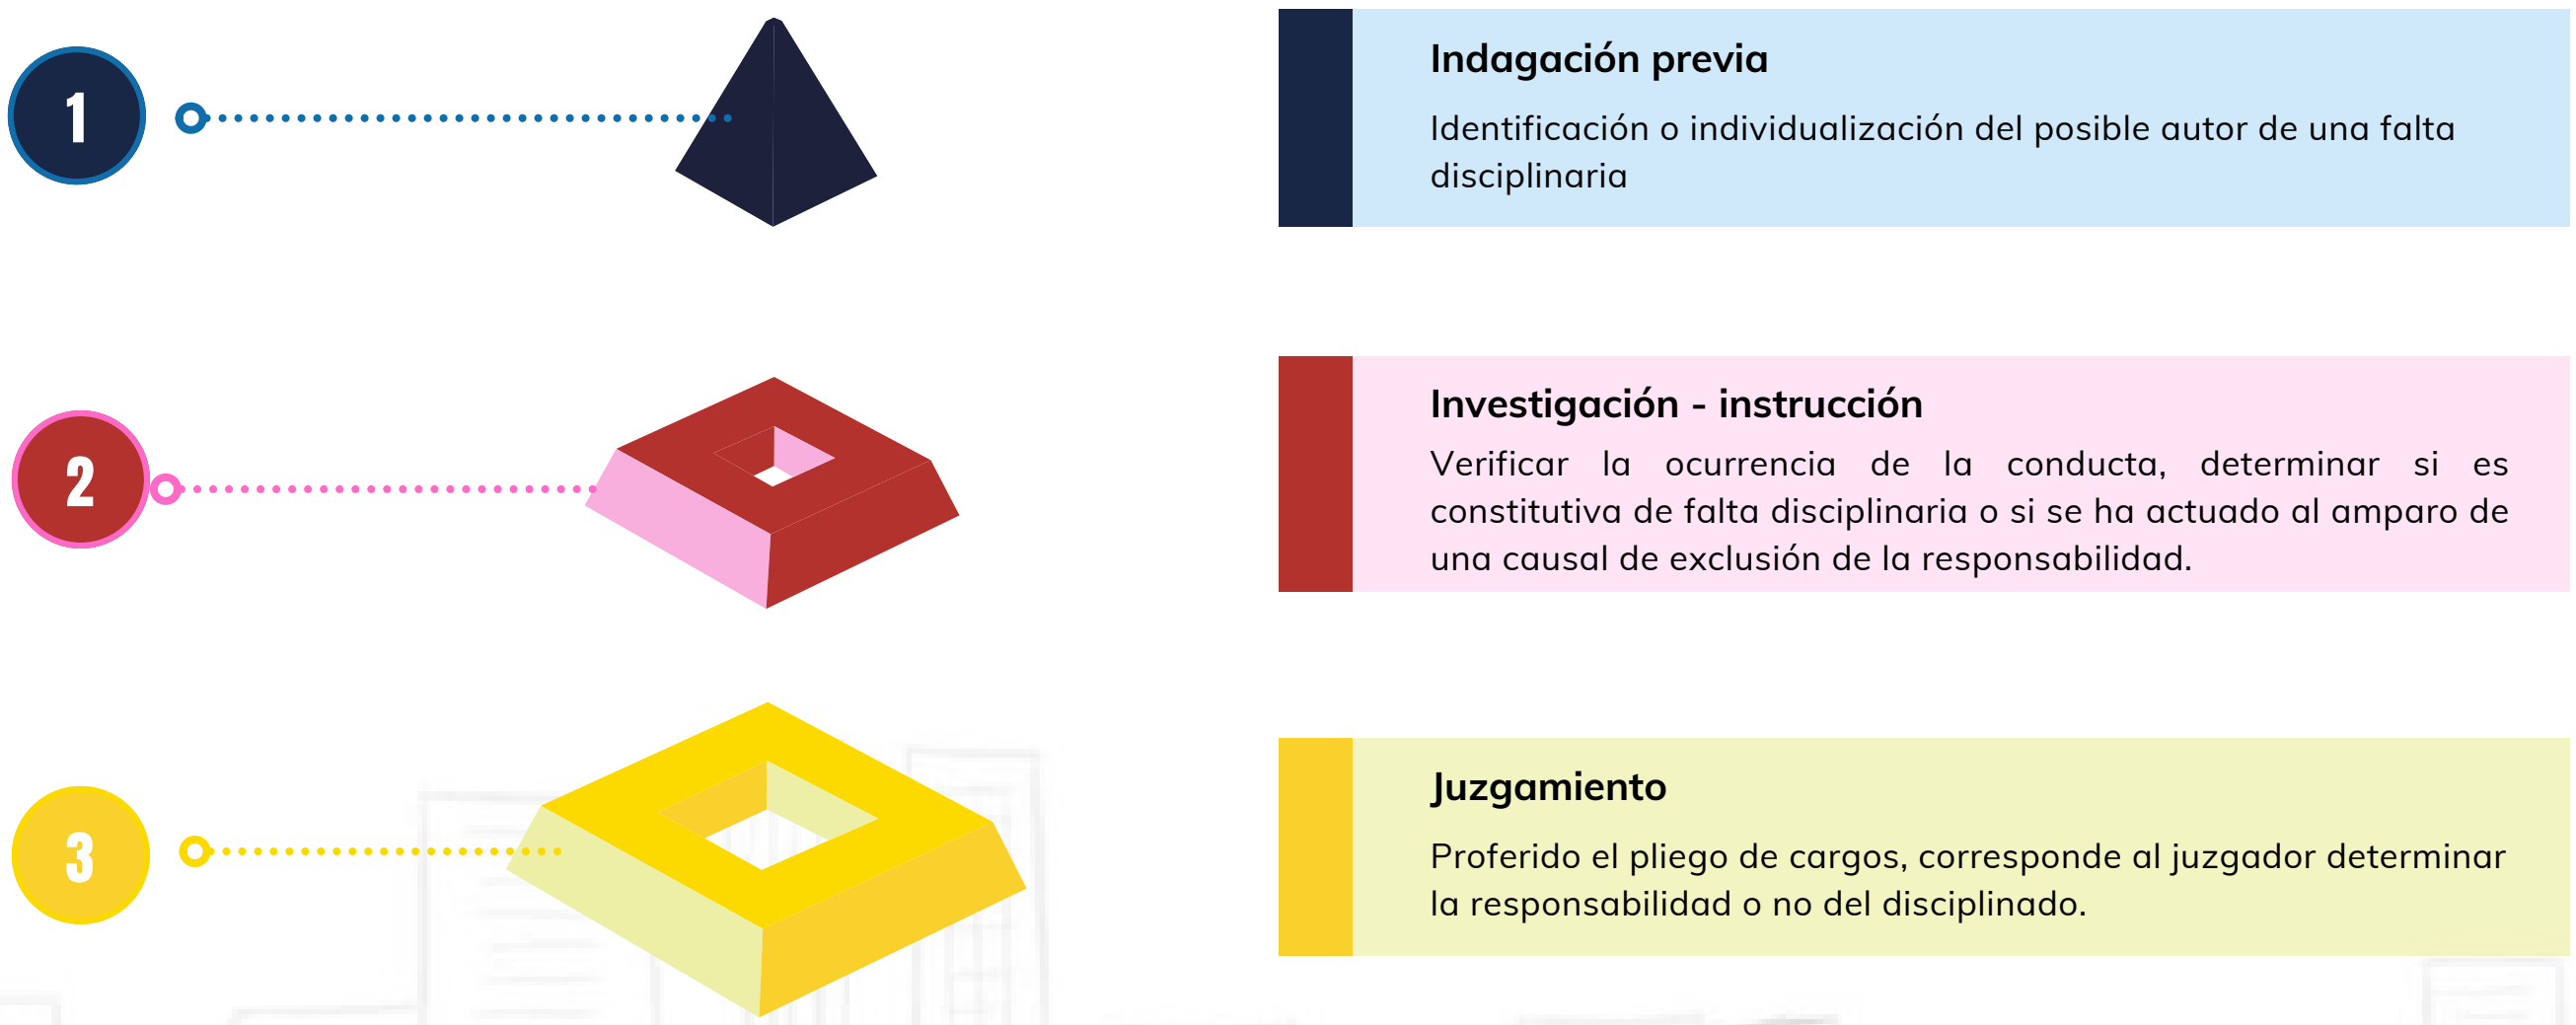 1
Indagación previa
Identificación o individualización del posible autor de una falta
disciplinaria
2
Investigación - instrucción
Verificar la ocurrencia de la conducta, determinar si es
constitutiva de falta disciplinaria o si se ha actuado al amparo de
una causal de exclusión de la responsabilidad.
3
Juzgamiento
Proferido el pliego de cargos, corresponde al juzgador determinar
la responsabilidad o no del disciplinado.